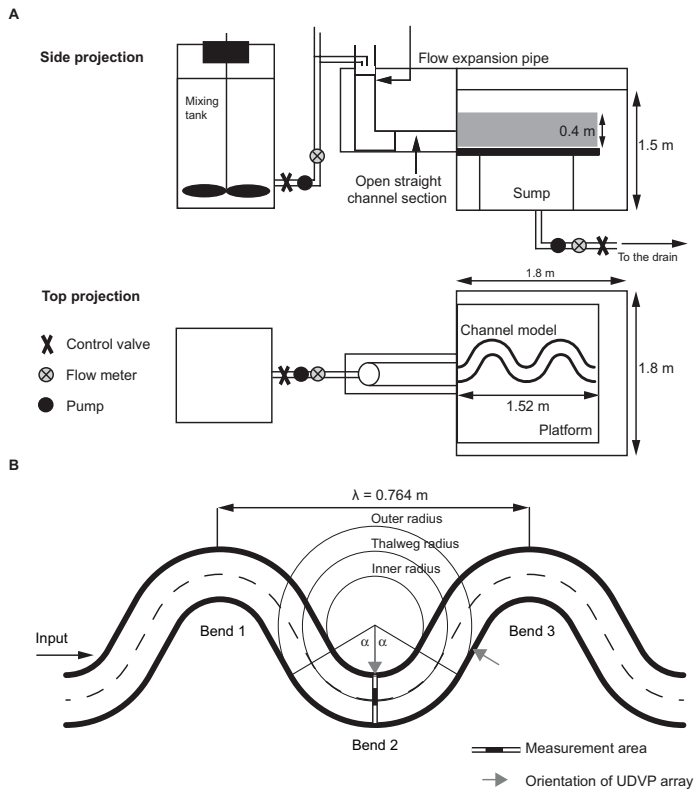 A
Side projection
Mixing
tank
Flow expansion pipe
0.4 m
1.5 m
Open straight
channel section
Sump
To the drain
1.8 m
Top projection
Control valve
Flow meter
Pump
Channel model
1.52 m
Platform
1.8 m
B
λ = 0.764 m
Outer radius
Thalweg radius
Inner radius
Input
Bend 1
α α
Bend 3
Bend 2
Measurement area
Orientation of UDVP array